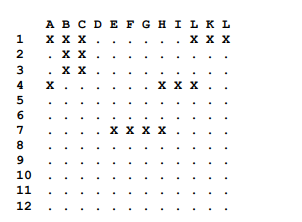 A B C D E F G H I L K L
1 X X X . . . . . . X X X
2 . X X . . . . . . . . .
3 . X X . . . . . . . . .
4 X . . . . . . X X X . .
5 . . . . . . . . . . . .
6 . . . . . . . . . . . .
7 . . . . X X X X . . . .
8 . . . . . . . . . . . .
9 . . . . . . . . . . . .
10 . . . . . . . . . . . .
11 . . . . . . . . . . . .
12 . . . . . . . . . . . .